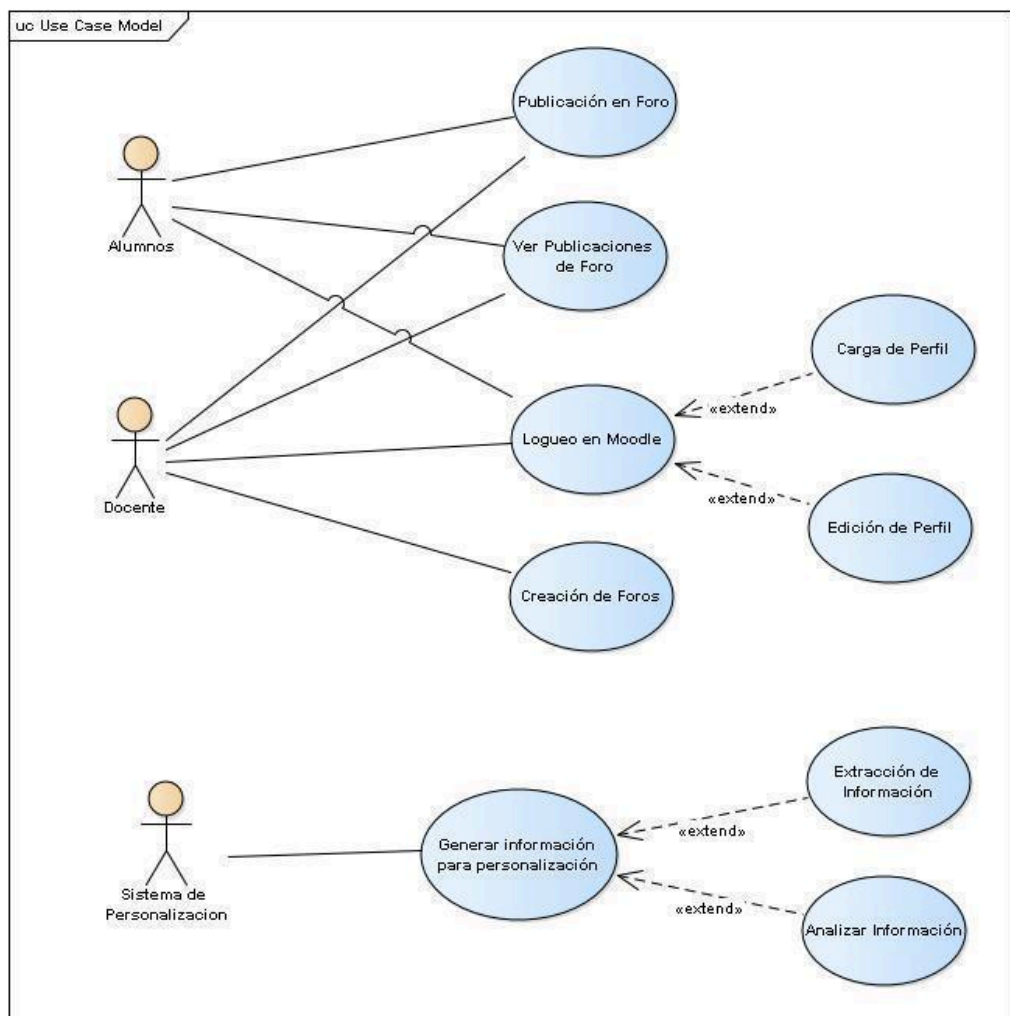 uc Use Case Model
Publicación en Foro
Alumnos
Ver Publicaciones
de Foro
Carga de Perfil
«extend»
Docente
Logueo en Moodle
«extend»
Edición de Perfil
Creación de Foros
Extracción de
Información
Sistema de
Personalizacion
Generar información
para personalización
«extend»
«extend»
Analizar Información